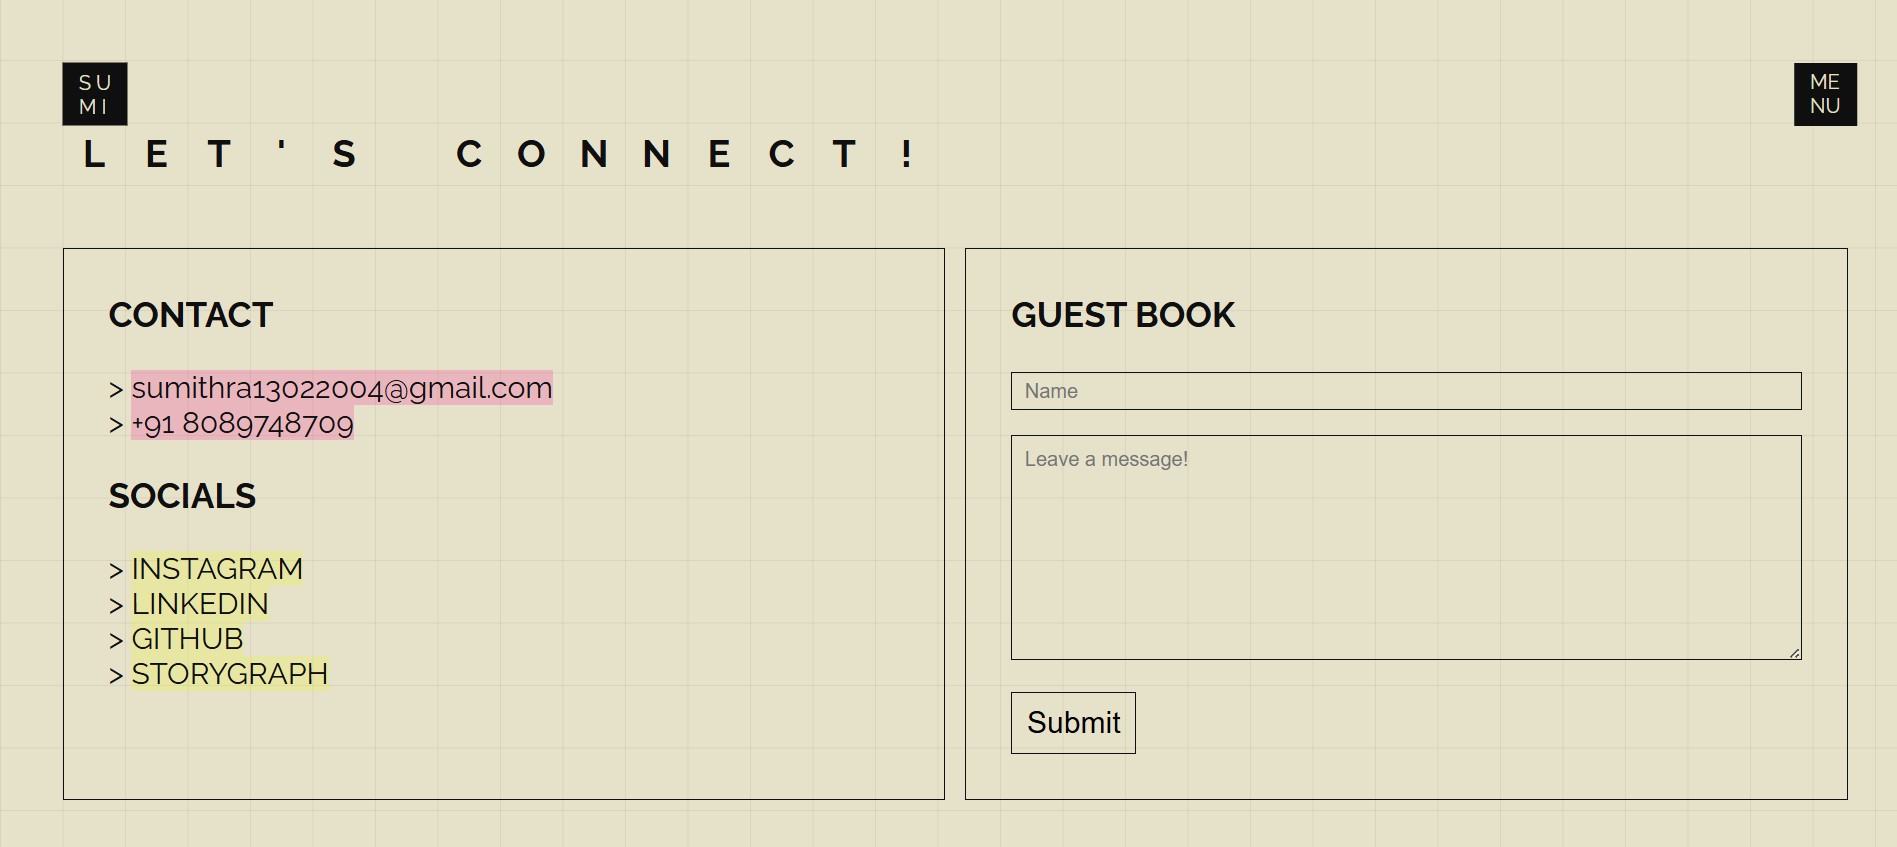 SU
MI
ME
NU
LET'S CONNECT!
CONTACT
> sumithra13022004@gmail.com
> +91 8089748709
SOCIALS
> INSTAGRAM
> LINKEDIN
> GITHUB
> STORYGRAPH
GUEST BOOK
Name
Leave a message!
Submit